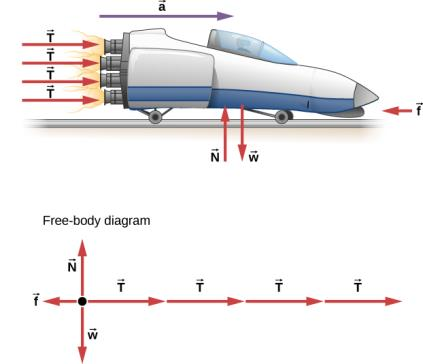 a⃗
T⃗
T⃗
T⃗
T⃗
f⃗
N⃗ w⃗
Free-body diagram
N⃗
f⃗ T⃗ T⃗ T⃗ T⃗
w⃗